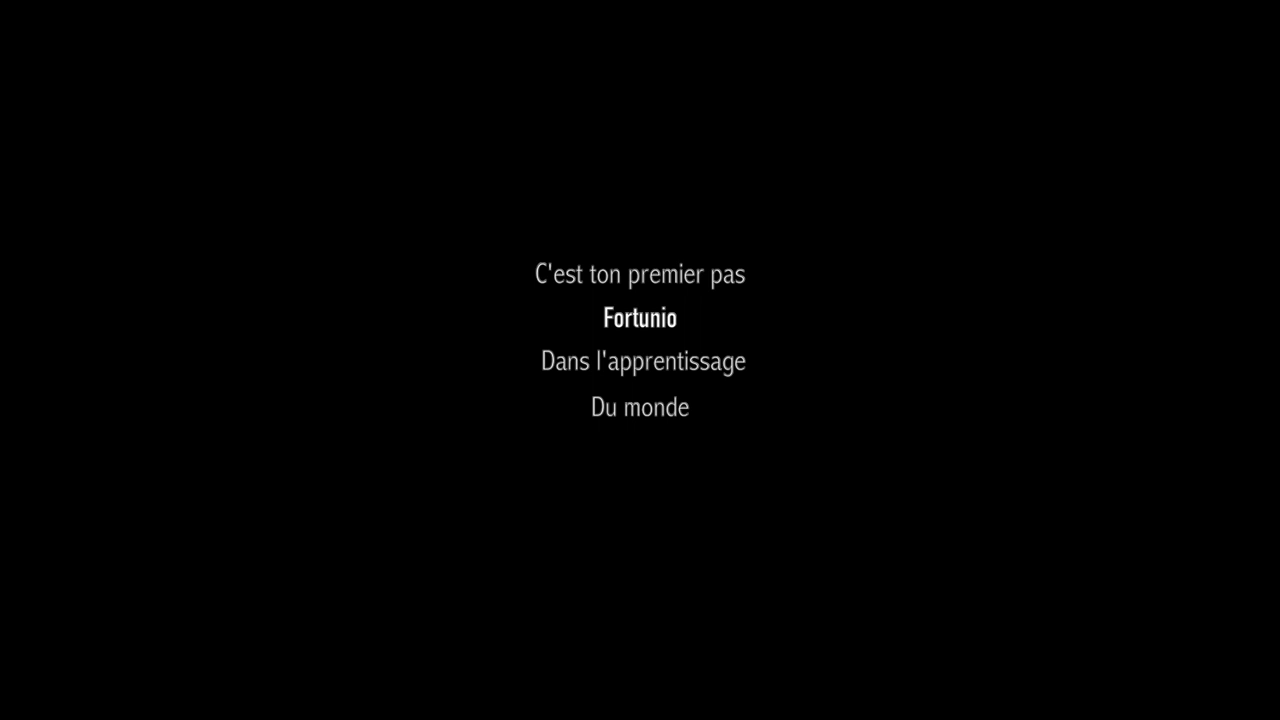 C'est ton premier pas
Fortunio
Dans l'apprentissage
Du monde